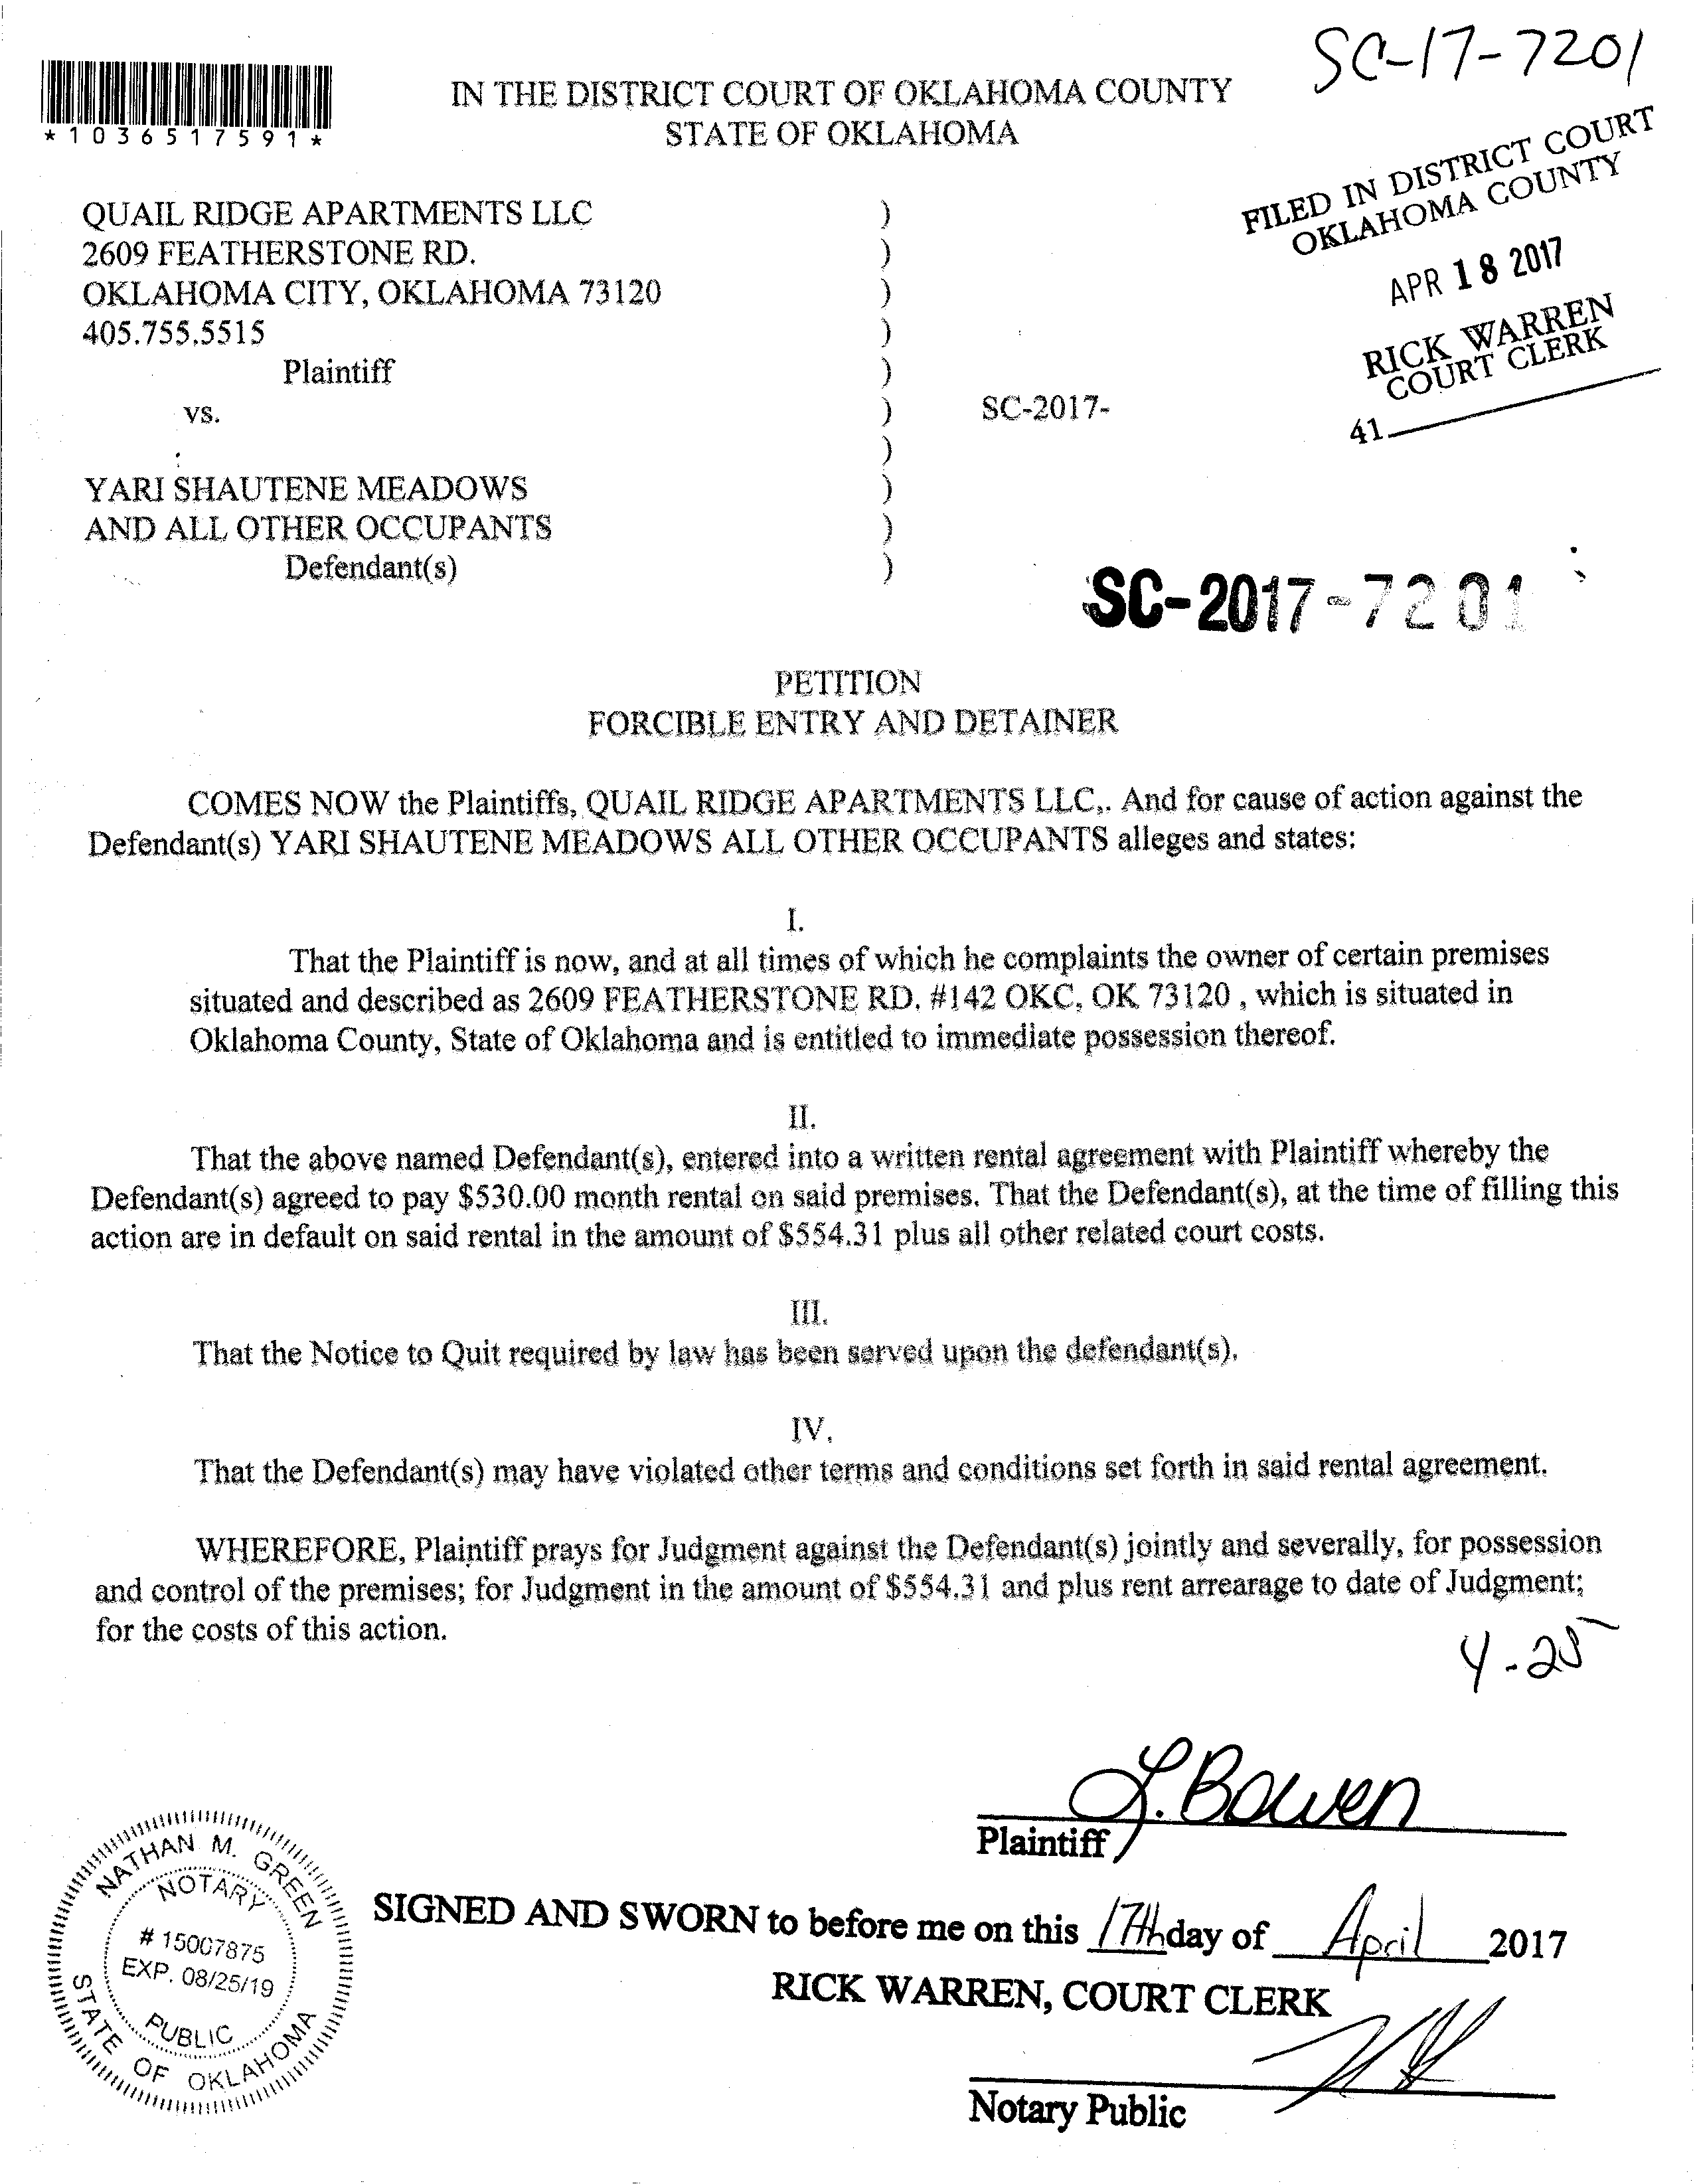 SC-17-7201
*1036517591*
IN THE DISTRICT COURT OF OKLAHOMA COUNTY
STATE OF OKLAHOMA
FILED IN DISTRICT COURT
OKLAHOMA COUNTY
APR 18 2017
RICK WARREN
COURT CLERK
41
QUAIL RIDGE APARTMENTS LLC )
2609 FEATHERSTONE RD. )
OKLAHOMA CITY, OKLAHOMA 73120 )
405.755.5515 )
Plaintiff )
vs. ) SC-2017-
)
YARI SHAUTENE MEADOWS )
AND ALL OTHER OCCUPANTS )
Defendant(s) )
SC-2017-7201
PETITION
FORCIBLE ENTRY AND DETAINER
COMES NOW the Plaintiffs, QUAIL RIDGE APARTMENTS LLC,. And for cause of action against the
Defendant(s) YARI SHAUTENE MEADOWS ALL OTHER OCCUPANTS alleges and states:
I.
That the Plaintiff is now, and at all times of which he complaints the owner of certain premises
situated and described as 2609 FEATHERSTONE RD. #142 OKC, OK 73120 , which is situated in
Oklahoma County, State of Oklahoma and is entitled to immediate possession thereof.
II.
That the above named Defendant(s), entered into a written rental agreement with Plaintiff whereby the
Defendant(s) agreed to pay $530.00 month rental on said premises. That the Defendant(s), at the time of filling this
action are in default on said rental in the amount of $554.31 plus all other related court costs.
III.
That the Notice to Quit required by law has been served upon the defendant(s).
IV.
That the Defendant(s) may have violated other terms and conditions set forth in said rental agreement.
WHEREFORE, Plaintiff prays for Judgment against the Defendant(s) jointly and severally, for possession
and control of the premises; for Judgment in the amount of $554.31 and plus rent arrearage to date of Judgment;
for the costs of this action.
4-25
L. Bowen
Plaintiff
NATHAN M. GREEN
NOTARY
# 15007875
EXP. 08/25/19
PUBLIC
STATE OF OKLAHOMA
SIGNED AND SWORN to before me on this 17th day of April 2017
RICK WARREN, COURT CLERK
Notary Public